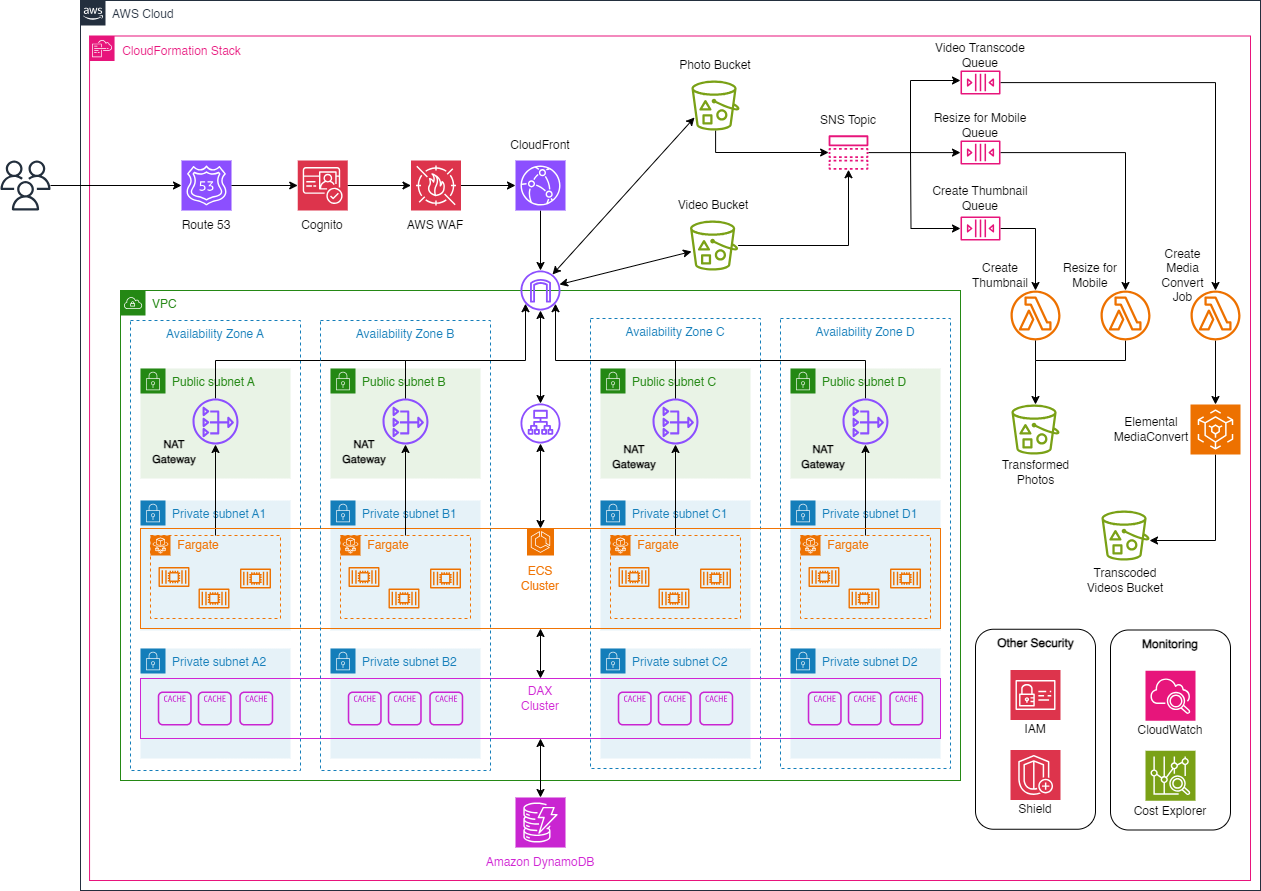 aws
AWS Cloud
CloudFormation Stack
Video Transcode
Queue
Photo Bucket
Resize for Mobile
Queue
SNS Topic
CloudFront
Create Thumbnail
Queue
53
Route 53
Cognito
AWS WAF
Video Bucket
Create
Thumbnail
Resize for
Mobile
Create
Media
Convert
Job
VPC
Availability Zone A
Availability Zone B
Availability Zone C
Availability Zone D
Public subnet A
Public subnet B
Public subnet C
Public subnet D
NAT
Gateway
NAT
Gateway
NAT
Gateway
NAT
Gateway
Elemental
MediaConvert
Transformed
Photos
Private subnet A1
Private subnet B1
Private subnet C1
Private subnet D1
Fargate
Fargate
Fargate
Fargate
ECS
Cluster
Transcoded
Videos Bucket
Private subnet A2
Private subnet B2
Private subnet C2
Private subnet D2
CACHE
CACHE
CACHE
CACHE
CACHE
CACHE
DAX
Cluster
CACHE
CACHE
CACHE
CACHE
CACHE
CACHE
Other Security
IAM
Shield
Monitoring
CloudWatch
Cost Explorer
Amazon DynamoDB